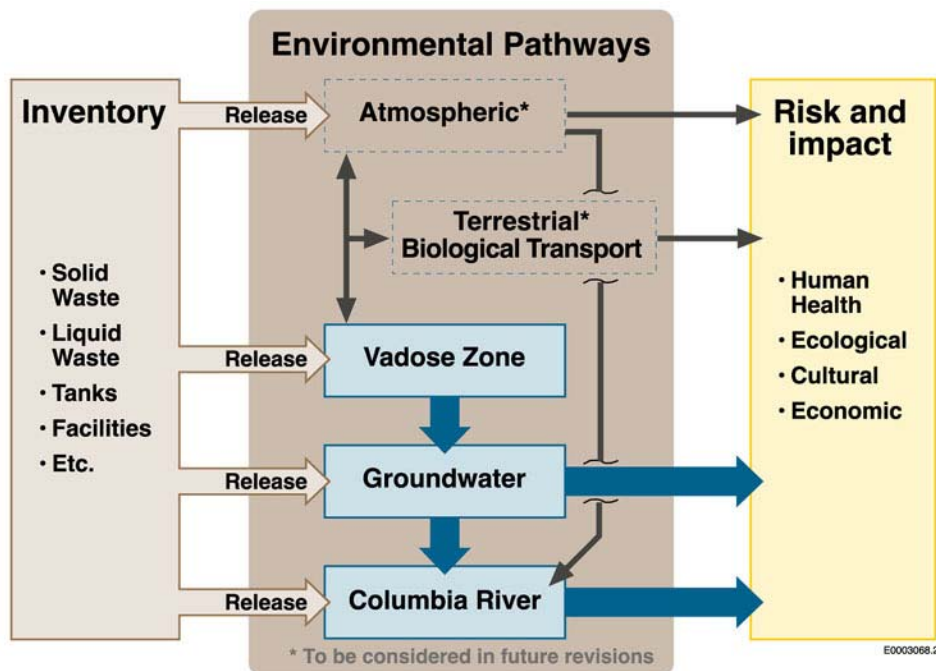 Environmental Pathways
Inventory
Release
Atmospheric*
Risk and
impact
Terrestrial*
Biological Transport
• Solid
Waste
• Liquid
Waste
• Tanks
• Facilities
• Etc.
Release
Vadose Zone
• Human
Health
• Ecological
• Cultural
• Economic
Release
Groundwater
Release
Columbia River
* To be considered in future revisions
E0003068.2